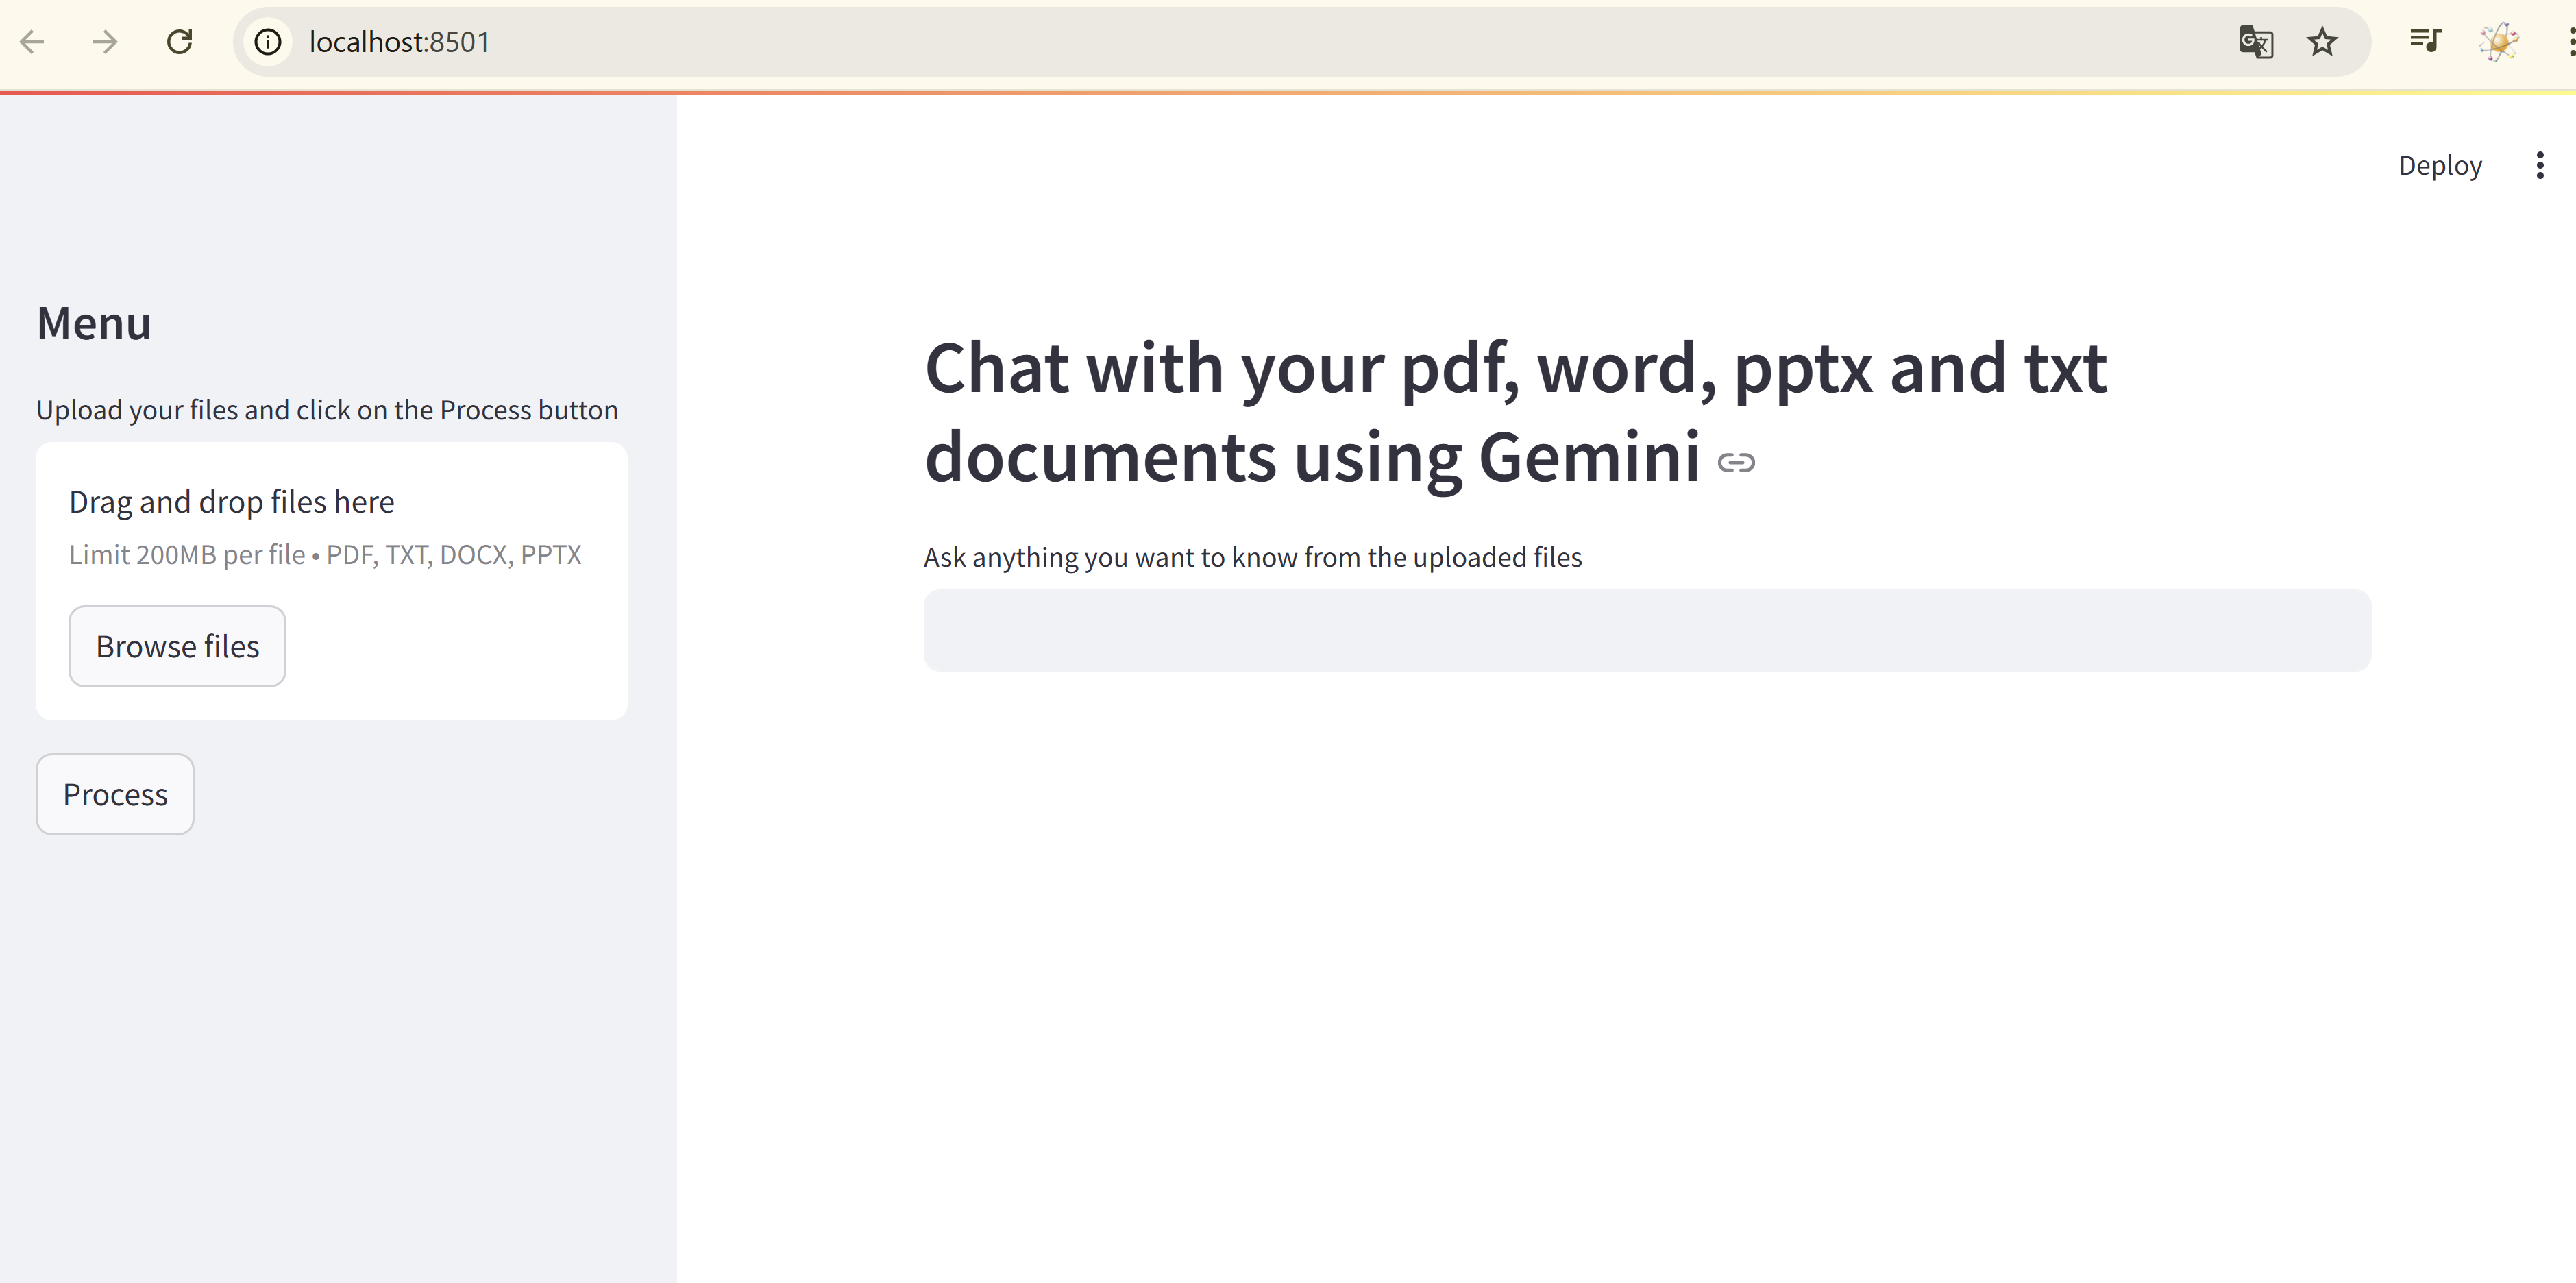 localhost:8501
Deploy
Menu
Upload your files and click on the Process button
Drag and drop files here
Limit 200MB per file • PDF, TXT, DOCX, PPTX
Browse files
Process
Chat with your pdf, word, pptx and txt
documents using Gemini
Ask anything you want to know from the uploaded files